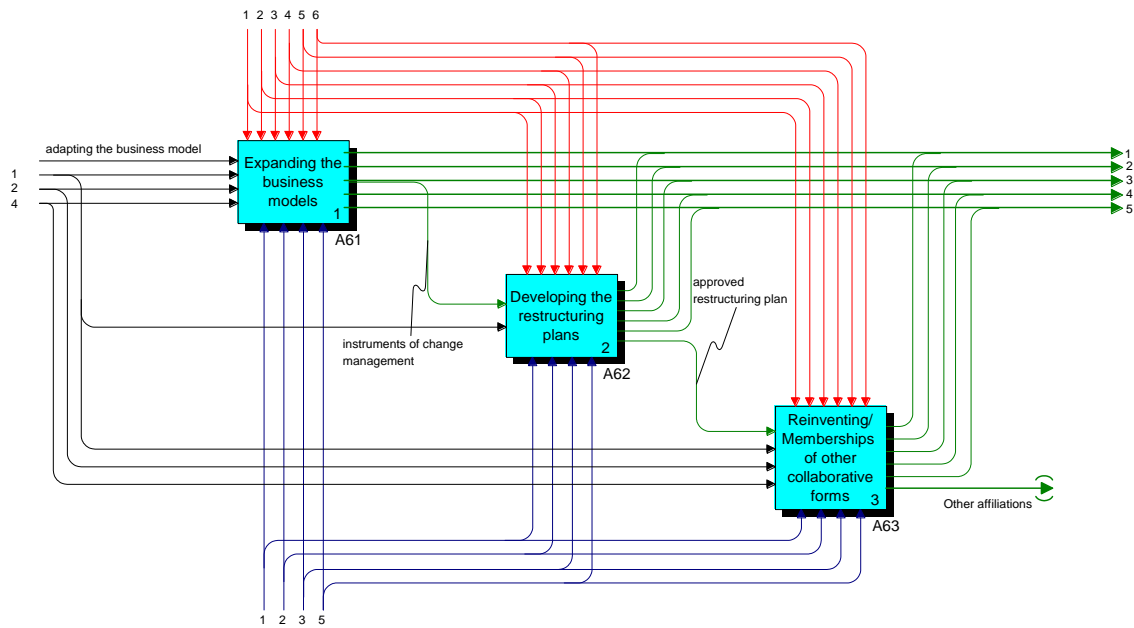 1 2 3 4 5 6
adapting the business model
1
2
4
Expanding the
business
models
1
A61
1
2
3
4
5
Developing the
restructuring
plans
2
A62
approved
restructuring plan
instruments of change
management
Reinventing/
Memberships
of other
collaborative
forms
3
A63
Other affiliations
1 2 3 5